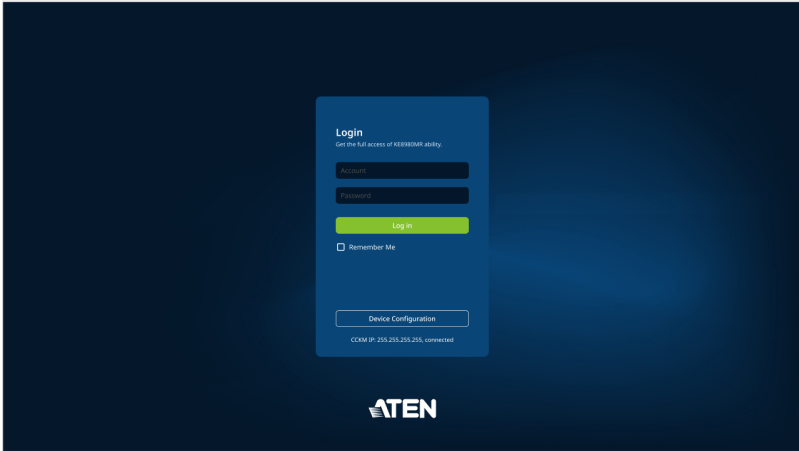 Login
Get the full access of KE8980MR ability.
Account
Password
Log in
Remember Me
Device Configuration
CCKM IP: 255.255.255.255, connected
ATEN